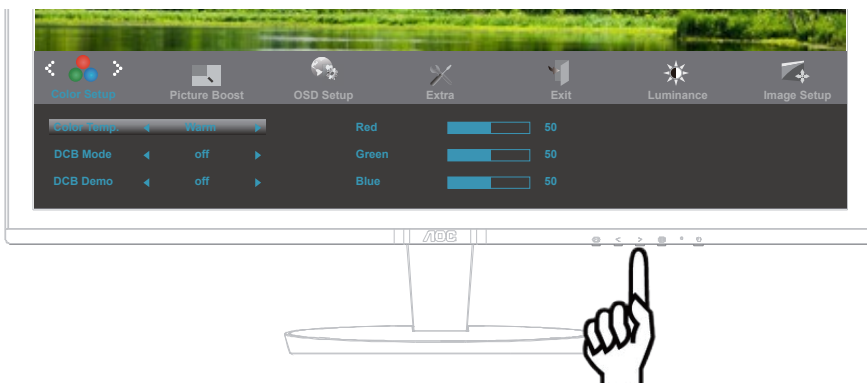 Color Setup Picture Boost OSD Setup Extra Exit Luminance Image Setup
Color Temp. Warm Red 50
DCB Mode off Green 50
DCB Demo off Blue 50
AOC